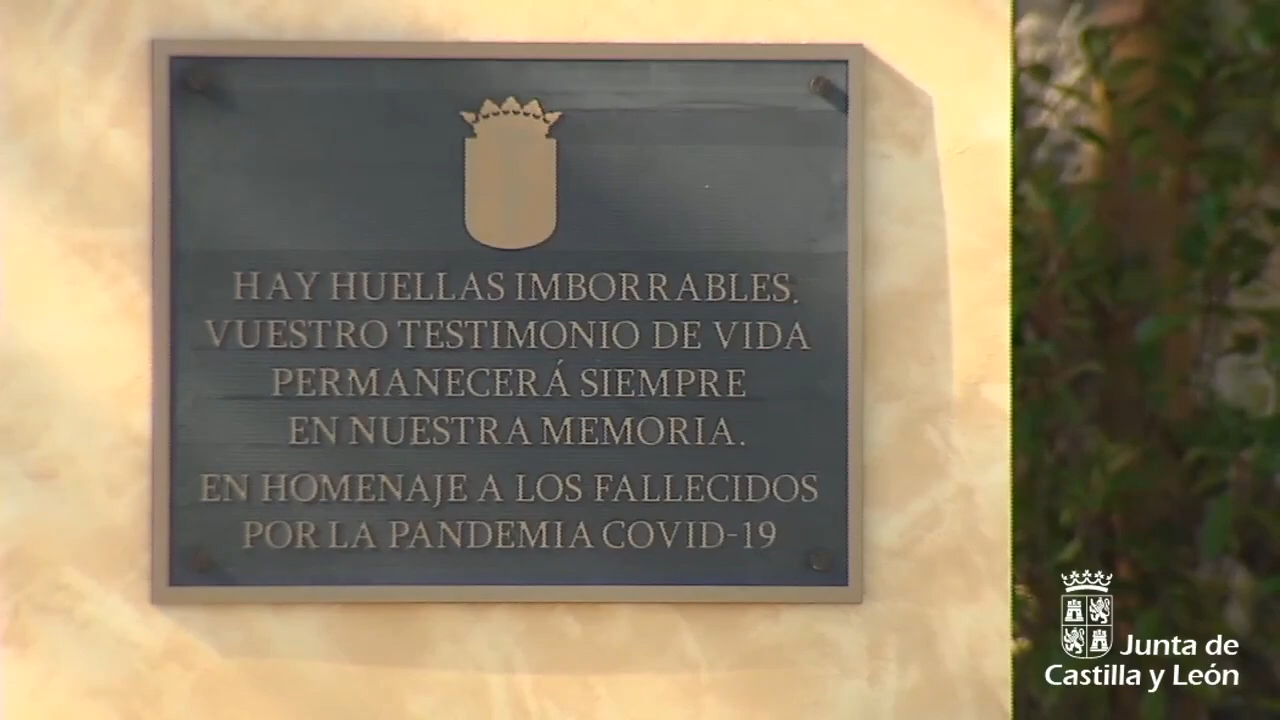 HAY HUELLAS IMBORRABLES.
VUESTRO TESTIMONIO DE VIDA
PERMANECERÁ SIEMPRE
EN NUESTRA MEMORIA.
EN HOMENAJE A LOS FALLECIDOS
POR LA PANDEMIA COVID-19
Junta de
Castilla y León